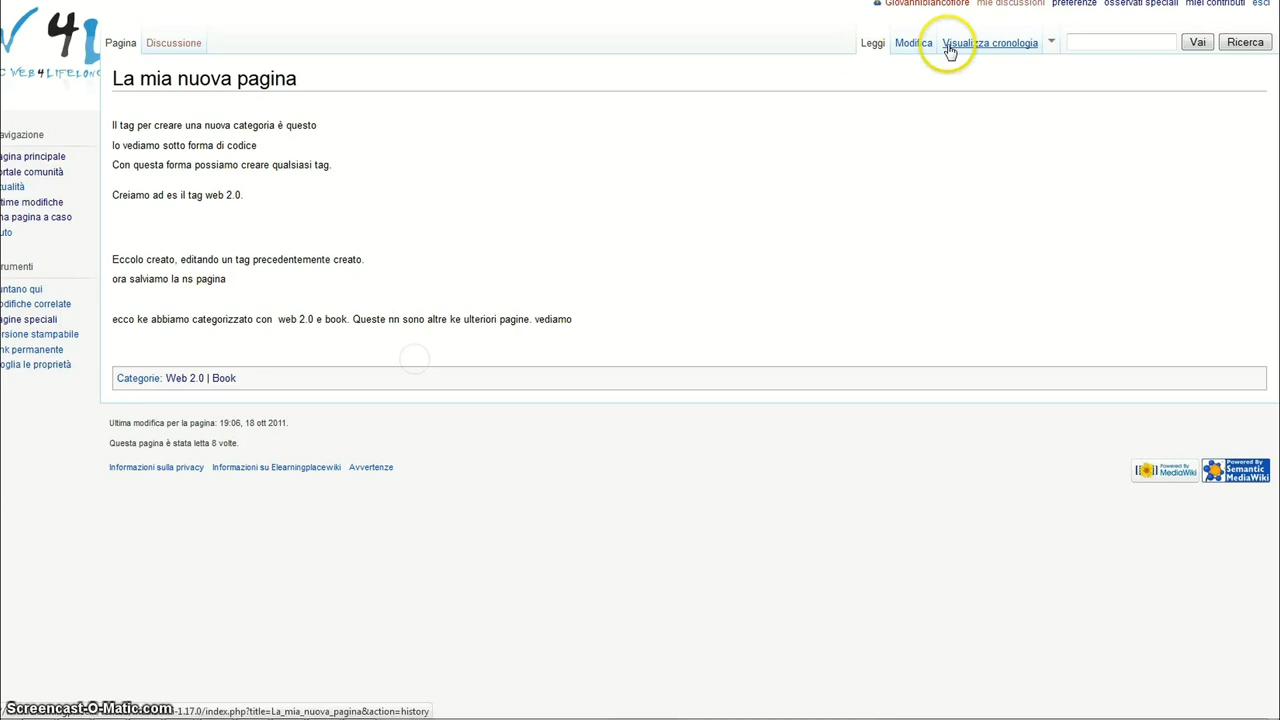 Giovannibiancofiore mie discussioni preferenze osservati speciali miei contributi esci
4
WEB4LIFELONG
Pagina Discussione Leggi Modifica Visualizza cronologia Vai Ricerca
La mia nuova pagina
Il tag per creare una nuova categoria è questo
lo vediamo sotto forma di codice
Con questa forma possiamo creare qualsiasi tag.
Creiamo ad es il tag web 2.0.
Eccolo creato, editando un tag precedentemente creato.
ora salviamo la ns pagina
ecco ke abbiamo categorizzato con web 2.0 e book. Queste nn sono altre ke ulteriori pagine. vediamo
Categorie: Web 2.0 | Book
Ultima modifica per la pagina: 19:06, 18 ott 2011.
Questa pagina è stata letta 8 volte.
Informazioni sulla privacy Informazioni su Elearningplacewiki Avvertenze
Powered By MediaWiki
Powered By Semantic MediaWiki
avigazione
agina principale
ortale comunità
tualità
time modifiche
na pagina a caso
uto
rumenti
untano qui
odifiche correlate
agine speciali
ersione stampabile
nk permanente
oglia le proprietà
Screencast-O-Matic.com
-1.17.0/index.php?title=La_mia_nuova_pagina&action=history